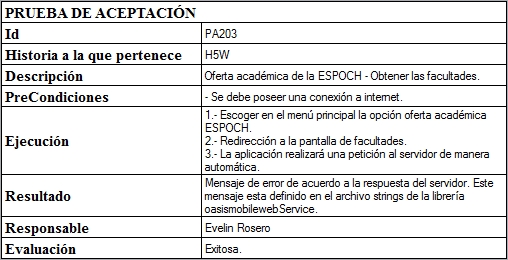 PRUEBA DE ACEPTACIÓN
Id PA203
Historia a la que pertenece H5W
Descripción Oferta académica de la ESPOCH - Obtener las facultades.
PreCondiciones - Se debe poseer una conexión a internet.
Ejecución 1.- Escoger en el menú principal la opción oferta académica
ESPOCH.
2.- Redirección a la pantalla de facultades.
3.- La aplicación realizará una petición al servidor de manera
automática.
Resultado Mensaje de error de acuerdo a la respuesta del servidor. Este
mensaje esta definido en el archivo strings de la librería
oasismobilewebService.
Responsable Evelin Rosero
Evaluación Exitosa.